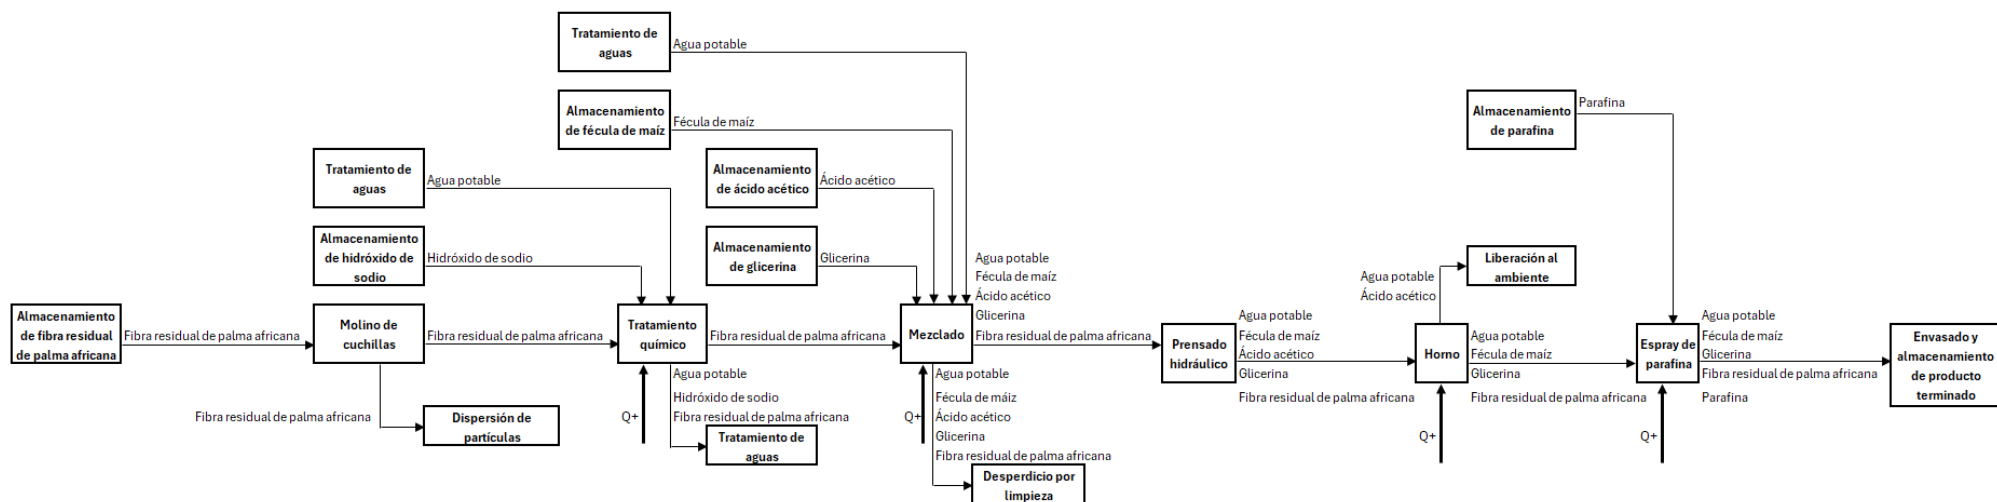 Tratamiento de
aguas
Agua potable
Almacenamiento
de fécula de maíz
Fécula de maíz
Almacenamiento
de parafina
Parafina
Tratamiento de
aguas
Agua potable
Almacenamiento
de ácido acético
Ácido acético
Almacenamiento
de hidróxido de
sodio
Hidróxido de sodio
Almacenamiento
de glicerina
Glicerina
Agua potable
Fécula de maíz
Ácido acético
Glicerina
Fibra residual de palma africana
Liberación al
ambiente
Agua potable
Ácido acético
Almacenamiento
de fibra residual
de palma africana
Fibra residual de palma africana
Molino de
cuchillas
Fibra residual de palma africana
Tratamiento
químico
Fibra residual de palma africana
Mezclado
Prensado
hidráulico
Agua potable
Fécula de maíz
Ácido acético
Glicerina
Fibra residual de palma africana
Horno
Agua potable
Fécula de maíz
Glicerina
Fibra residual de palma africana
Espray de
parafina
Agua potable
Fécula de maíz
Glicerina
Fibra residual de palma africana
Parafina
Envasado y
almacenamiento
de producto
terminado
Fibra residual de palma africana
Dispersión de
partículas
Q+
Agua potable
Hidróxido de sodio
Fibra residual de palma africana
Tratamiento de
aguas
Q+
Agua potable
Fécula de máiz
Ácido acético
Glicerina
Fibra residual de palma africana
Desperdicio por
limpieza
Q+
Q+